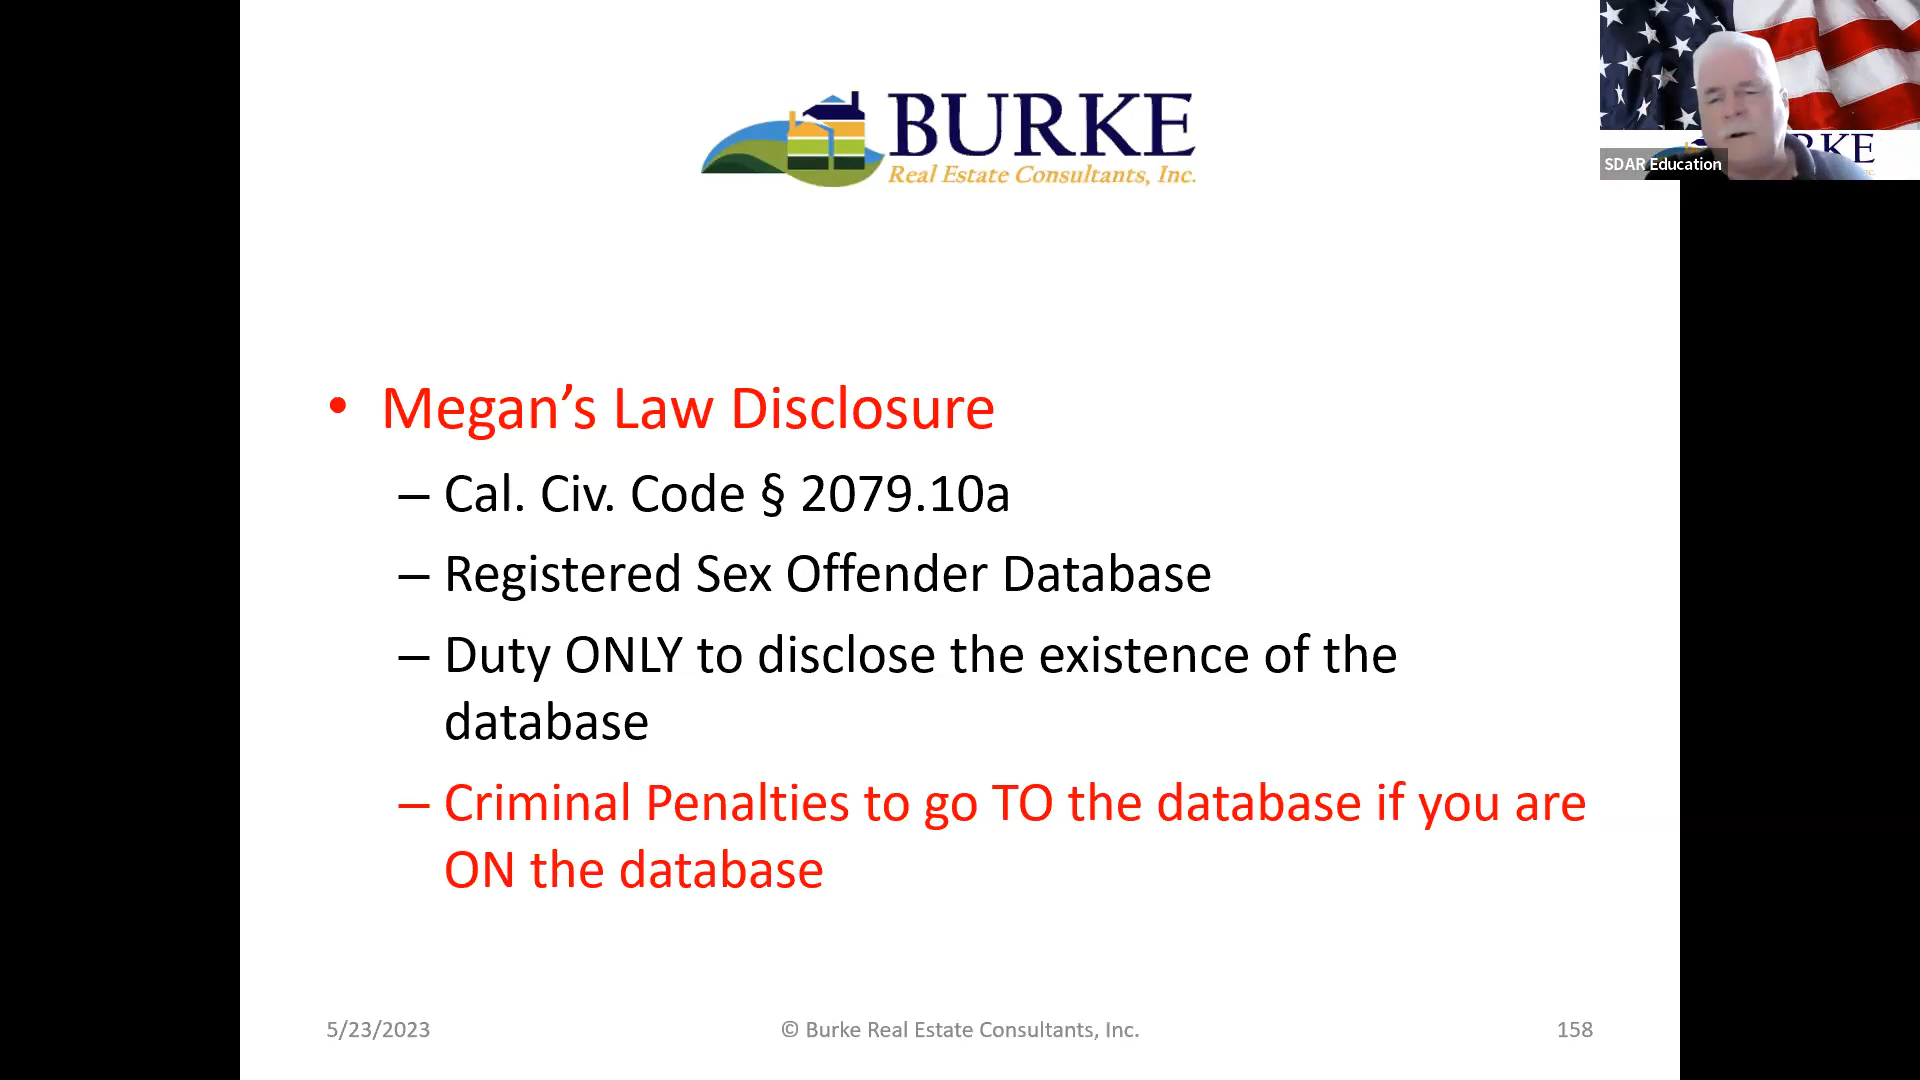 BURKE
Real Estate Consultants, Inc.
SDAR Education
• Megan’s Law Disclosure
– Cal. Civ. Code § 2079.10a
– Registered Sex Offender Database
– Duty ONLY to disclose the existence of the
database
– Criminal Penalties to go TO the database if you are
ON the database
5/23/2023
© Burke Real Estate Consultants, Inc.
158